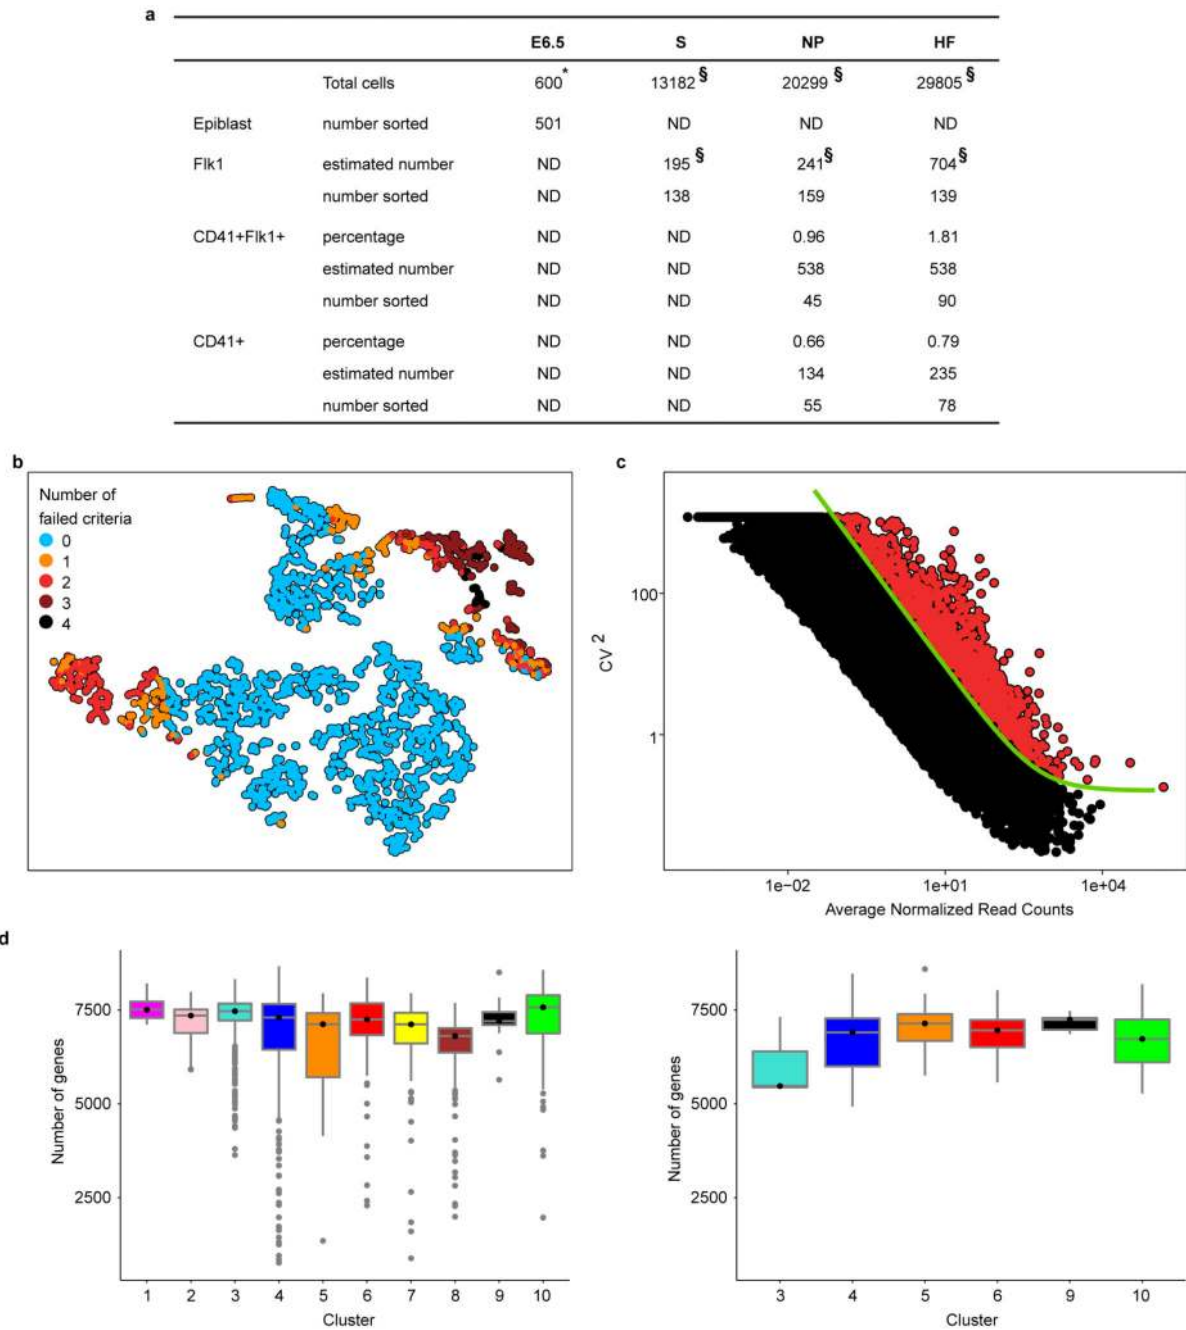 a
E6.5 S NP HF
Total cells 600* 13182§ 20299§ 29805§
Epiblast number sorted 501 ND ND ND
Flk1 estimated number ND 195§ 241§ 704§
number sorted ND 138 159 139
CD41+Flk1+ percentage ND ND 0.96 1.81
estimated number ND ND 538 538
number sorted ND ND 45 90
CD41+ percentage ND ND 0.66 0.79
estimated number ND ND 134 235
number sorted ND ND 55 78
b
Number of
failed criteria
0
1
2
3
4
c
CV²
100
1
1e−02 1e+01 1e+04
Average Normalized Read Counts
d
Number of genes
7500
5000
2500
1 2 3 4 5 6 7 8 9 10
Cluster
Number of genes
7500
5000
2500
3 4 5 6 9 10
Cluster